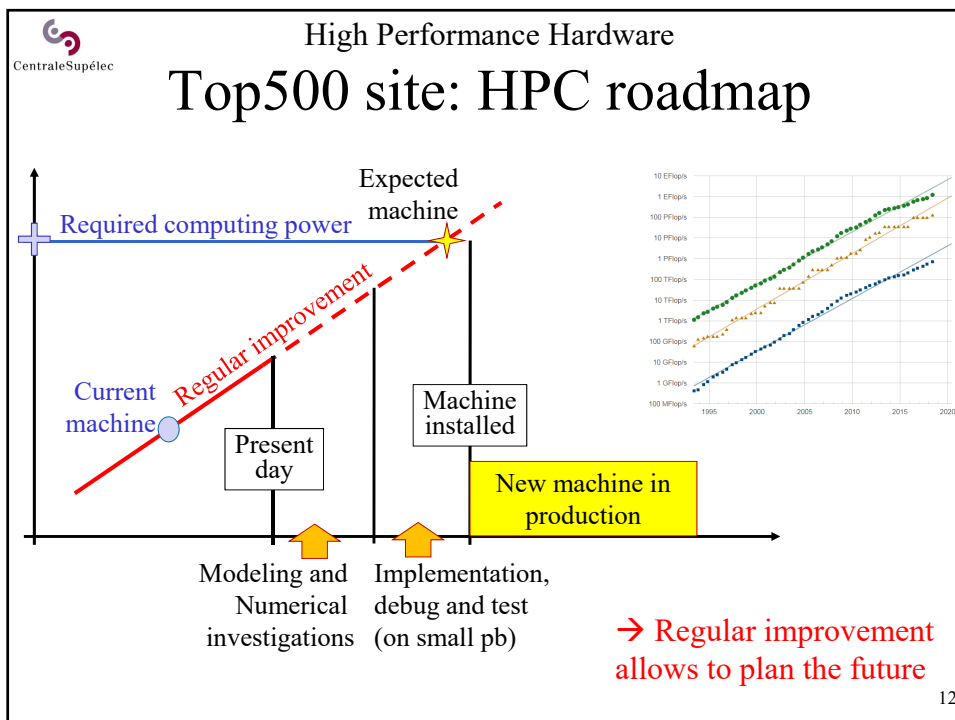 CentraleSupélec
High Performance Hardware
Top500 site: HPC roadmap
Expected
machine
Required computing power
Regular improvement
Current
machine
Present
day
Machine
installed
New machine in
production
Modeling and
Numerical
investigations
Implementation,
debug and test
(on small pb)
10 EFlop/s
1 EFlop/s
100 PFlop/s
10 PFlop/s
1 PFlop/s
100 TFlop/s
10 TFlop/s
1 TFlop/s
100 GFlop/s
10 GFlop/s
1 GFlop/s
100 MFlop/s
1995 2000 2005 2010 2015 2020
→ Regular improvement
allows to plan the future
12